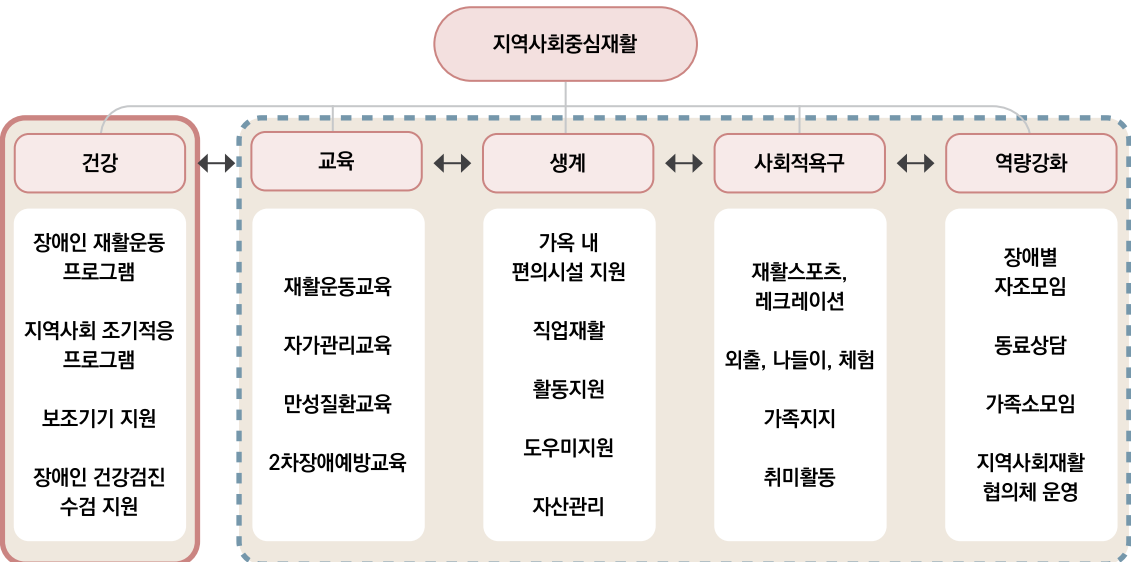 지역사회중심재활
건강
장애인 재활운동
프로그램
지역사회 조기적응
프로그램
보조기기 지원
장애인 건강검진
수검 지원
교육
재활운동교육
자가관리교육
만성질환교육
2차장애예방교육
생계
가옥 내
편의시설 지원
직업재활
활동지원
도우미지원
자산관리
사회적욕구
재활스포츠,
레크레이션
외출, 나들이, 체험
가족지지
취미활동
역량강화
장애별
자조모임
동료상담
가족소모임
지역사회재활
협의체 운영